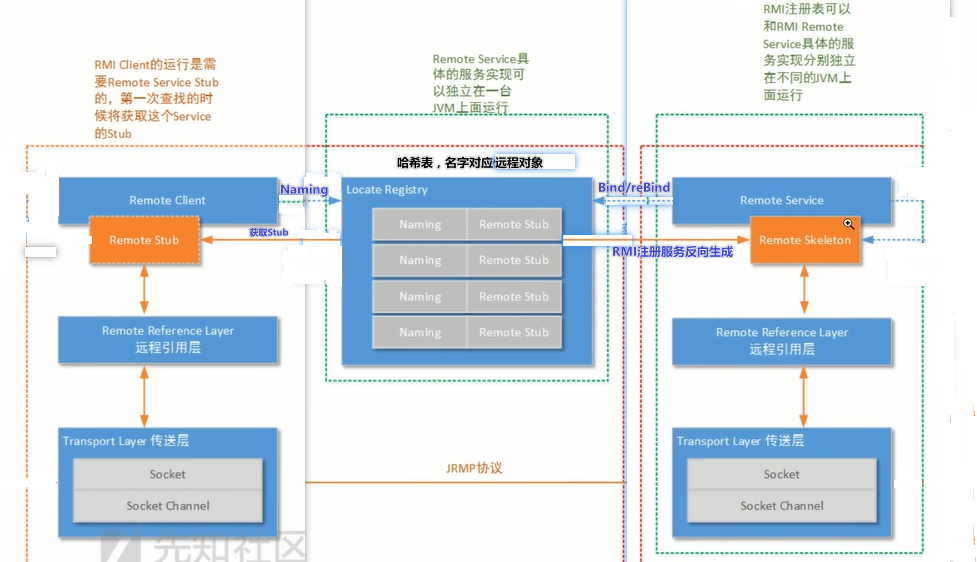 RMI Client的运行是需
要Remote Service Stub
的，第一次查找的时
候将获取这个Service
的Stub
Remote Service具
体的服务实现可
以独立在一台
JVM上面运行
RMI注册表可以
和RMI Remote
Service具体的服
务实现分别独立
在不同的JVM上
面运行
哈希表，名字对应远程对象
Remote Client
Naming
Locate Registry
Bind/reBind
Remote Service
Remote Stub
获取Stub
Naming Remote Stub
Naming Remote Stub
Naming Remote Stub
Naming Remote Stub
Remote Skeleton
RMI注册服务反向生成
Remote Reference Layer
远程引用层
Remote Reference Layer
远程引用层
Transport Layer 传送层
Socket
Socket Channel
JRMP协议
Transport Layer 传送层
Socket
Socket Channel
先知社区